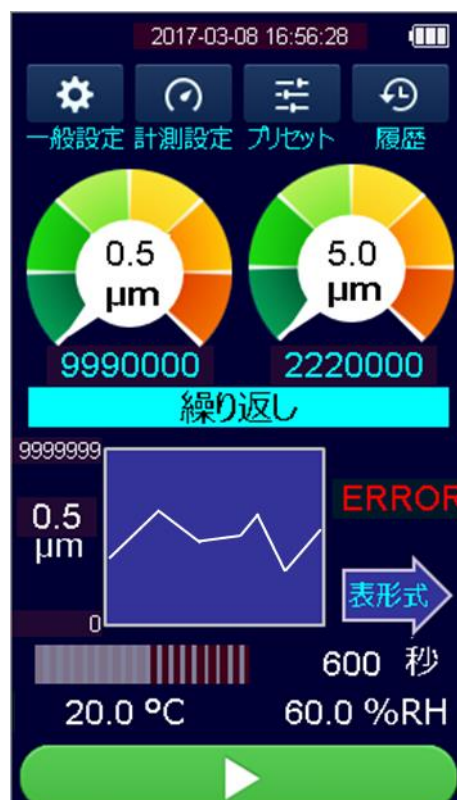 2017-03-08 16:56:28
一般設定 計測設定 プリセット 履歴
0.5 5.0
μm μm
9990000 2220000
繰り返し
9999999
ERROR
0.5
μm
表形式
0
600 秒
20.0 ℃ 60.0 %RH